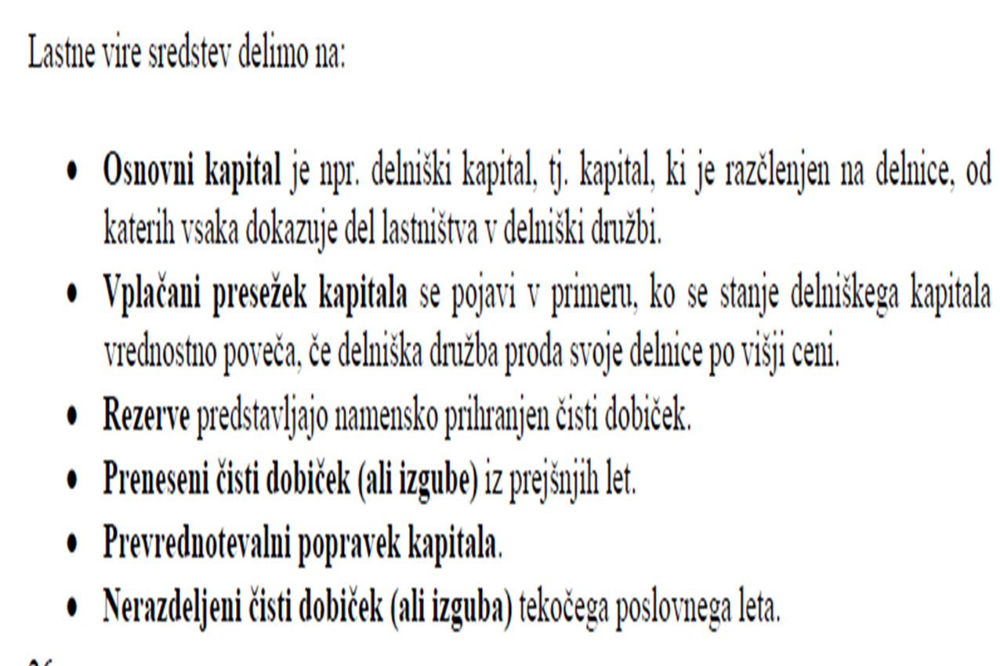 Lastne vire sredstev delimo na:
• Osnovni kapital je npr. delniški kapital, tj. kapital, ki je razčlenjen na delnice, od
katerih vsaka dokazuje del lastništva v delniški družbi.
• Vplačani presežek kapitala se pojavi v primeru, ko se stanje delniškega kapitala
vrednostno poveča, če delniška družba proda svoje delnice po višji ceni.
• Rezerve predstavljajo namensko prihranjen čisti dobiček.
• Preneseni čisti dobiček (ali izgube) iz prejšnjih let.
• Prevrednotevalni popravek kapitala.
• Nerazdeljeni čisti dobiček (ali izguba) tekočega poslovnega leta.